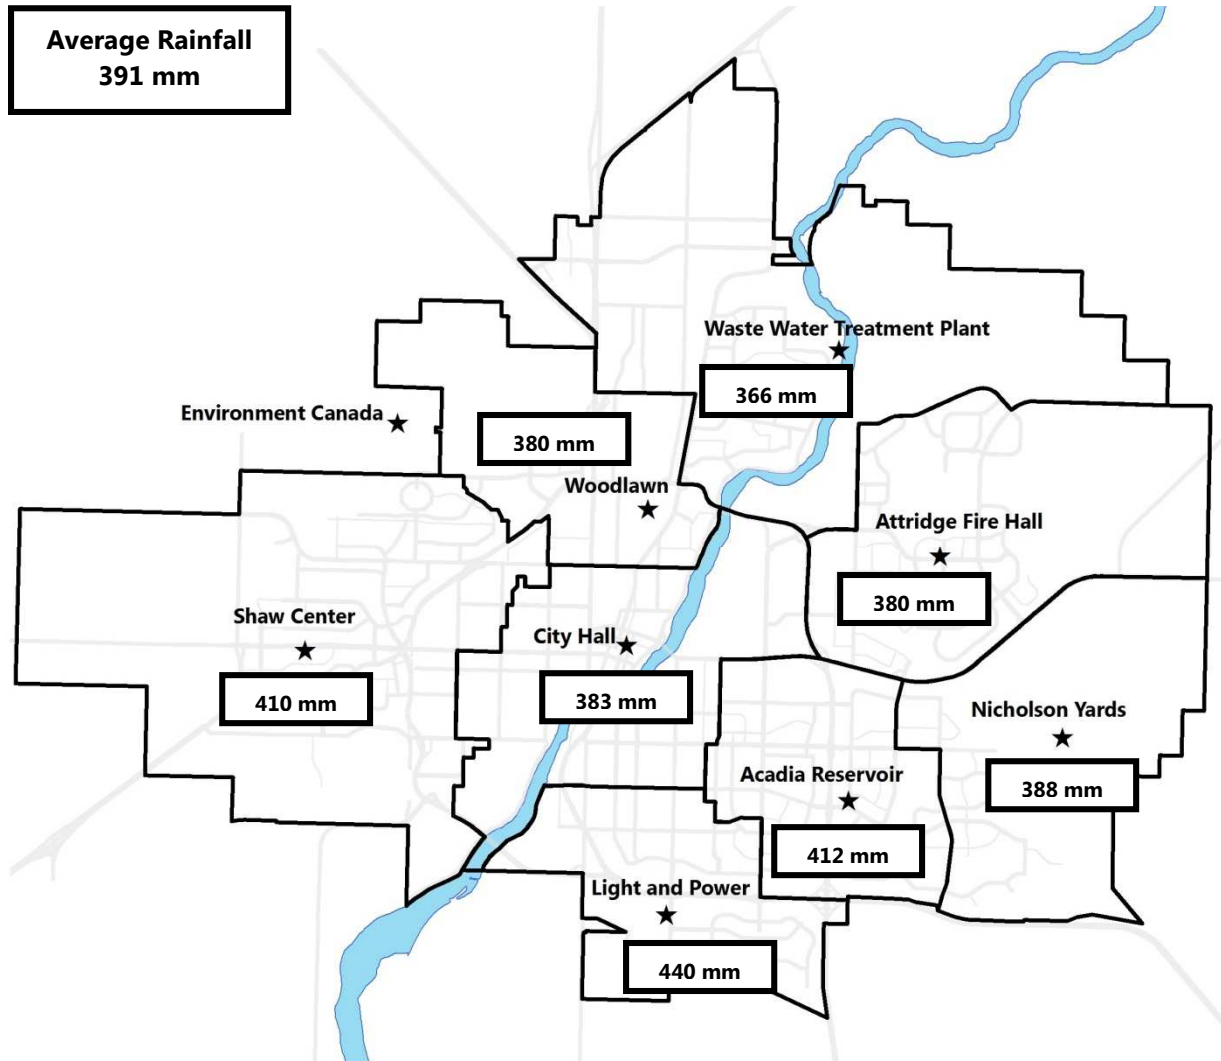 Average Rainfall
391 mm
Waste Water Treatment Plant
366 mm
Environment Canada
380 mm
Woodlawn
Attridge Fire Hall
380 mm
Shaw Center
410 mm
City Hall
383 mm
Nicholson Yards
388 mm
Acadia Reservoir
412 mm
Light and Power
440 mm